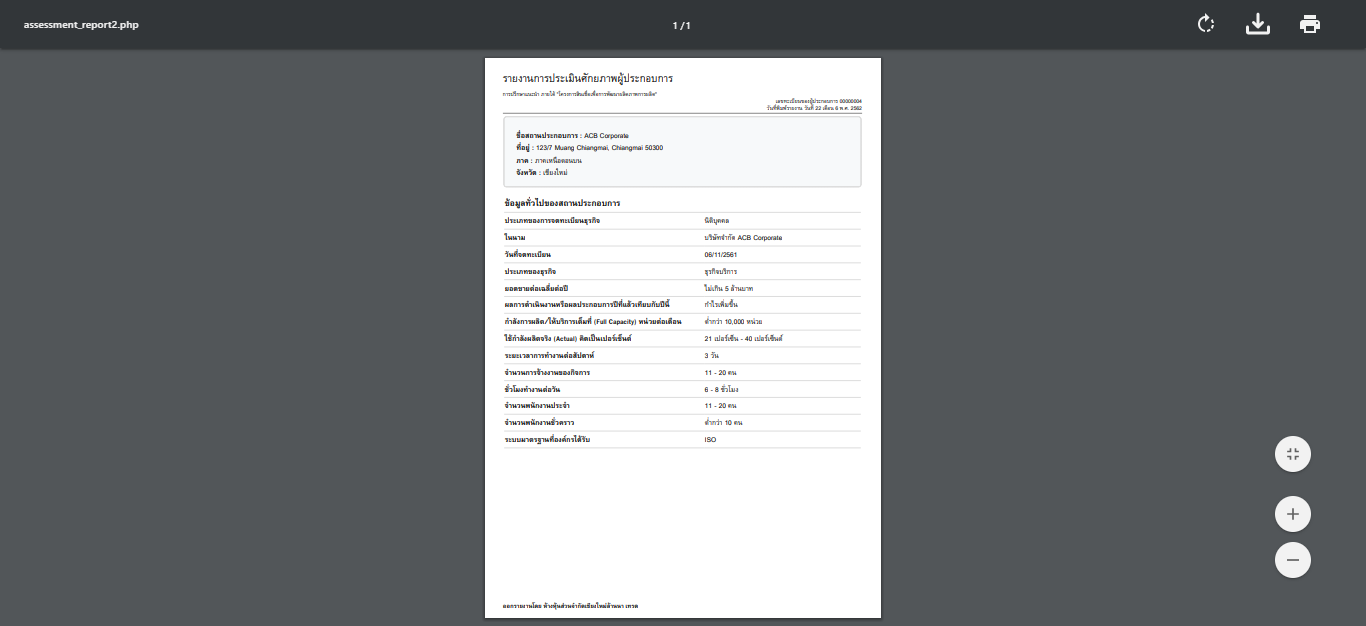 assessment_report2.php
1 / 1
รายงานการประเมินศักยภาพผู้ประกอบการ
การปรึกษาแนะนำ ภายใต้ "โครงการสินเชื่อเพื่อการพัฒนาผลิตภาพการผลิต"
เลขทะเบียนของผู้ประกอบการ 00000004
วันที่พิมพ์รายงาน วันที่ 22 เดือน 6 พ.ศ. 2562
ชื่อสถานประกอบการ : ACB Corporate
ที่อยู่ : 123/7 Muang Chiangmai, Chiangmai 50300
ภาค : ภาคเหนือตอนบน
จังหวัด : เชียงใหม่
ข้อมูลทั่วไปของสถานประกอบการ
ประเภทของการจดทะเบียนธุรกิจ นิติบุคคล
ในนาม บริษัทจำกัด ACB Corporate
วันที่จดทะเบียน 06/11/2561
ประเภทของธุรกิจ ธุรกิจบริการ
ยอดขายต่อเฉลี่ยต่อปี ไม่เกิน 5 ล้านบาท
ผลการดำเนินงานหรือผลประกอบการปีที่แล้วเทียบกับปีนี้ กำไรเพิ่มขึ้น
กำลังการผลิต/ให้บริการเต็มที่ (Full Capacity) หน่วยต่อเดือน ต่ำกว่า 10,000 หน่วย
ใช้กำลังผลิตจริง (Actual) คิดเป็นเปอร์เซ็นต์ 21 เปอร์เซ็น - 40 เปอร์เซ็นต์
ระยะเวลาการทำงานต่อสัปดาห์ 3 วัน
จำนวนการจ้างงานของกิจการ 11 - 20 คน
ชั่วโมงทำงานต่อวัน 6 - 8 ชั่วโมง
จำนวนพนักงานประจำ 11 - 20 คน
จำนวนพนักงานชั่วคราว ต่ำกว่า 10 คน
ระบบมาตรฐานที่องค์กรได้รับ ISO
ออกรายงานโดย ห้างหุ้นส่วนจำกัดเชียงใหม่ล้านนา เทรด